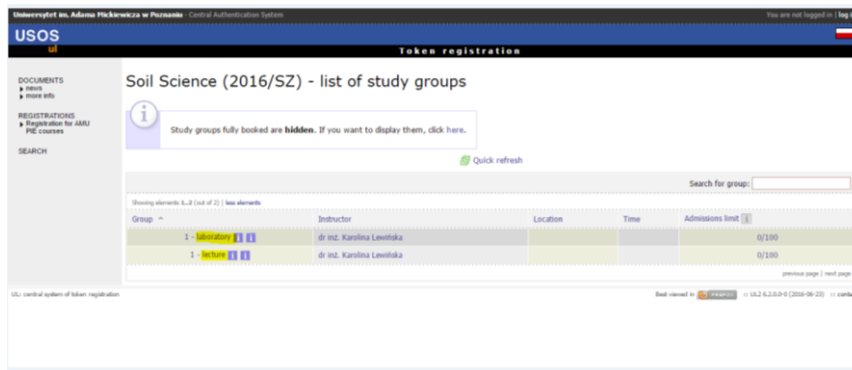 Uniwersytet im. Adama Mickiewicza w Poznaniu - Central Authentication System
You are not logged in | log i
USOS
ul
Token registration
DOCUMENTS
news
more info
REGISTRATIONS
Registration for AMU
PIE courses
SEARCH
Soil Science (2016/SZ) - list of study groups
i
Study groups fully booked are hidden. If you want to display them, click here.
Quick refresh
Search for group:
Showing elements 1..2 (out of 2) | less elements
Group Instructor Location Time Admissions limit i
1 - laboratory i i dr inż. Karolina Lewińska 0/100
1 - lecture i i dr inż. Karolina Lewińska 0/100
previous page | next page
UL: central system of token registration
Best viewed in :: UL2 6.2.0.0-0 (2016-06-23) :: conta